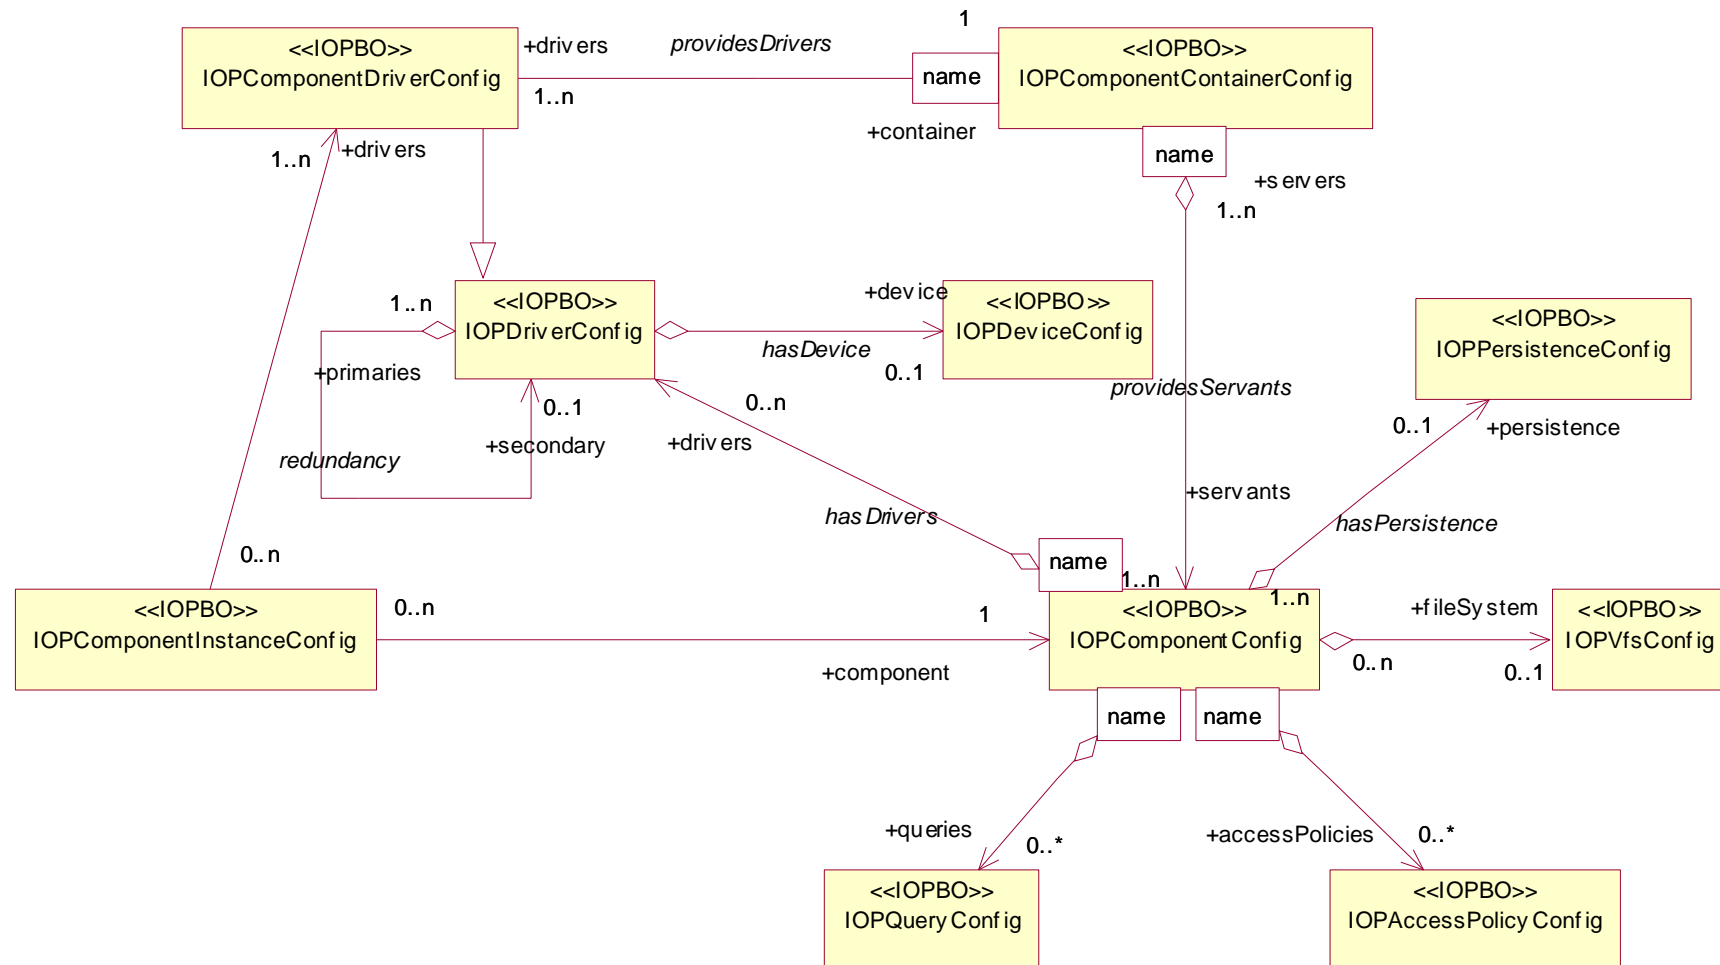 1
<<IOPBO>>
IOPComponentDriverConfig
+drivers
providesDrivers
1..n
name
<<IOPBO>>
IOPComponentContainerConfig
+container
name
+servers
1..n
1..n
+drivers
1..n
<<IOPBO>>
IOPDriverConfig
+primaries
0..1
+secondary
redundancy
+device
hasDevice
0..1
<<IOPBO>>
IOPDeviceConfig
<<IOPBO>>
IOPPersistenceConfig
0..n
+drivers
hasDrivers
providesServants
+servants
0..1
+persistence
hasPersistence
name
1..n
1..n
0..n
<<IOPBO>>
IOPComponentInstanceConfig
0..n
1
+component
<<IOPBO>>
IOPComponentConfig
+fileSystem
0..n
0..1
<<IOPBO>>
IOPVfsConfig
name
name
+queries
0..*
+accessPolicies
0..*
<<IOPBO>>
IOPQueryConfig
<<IOPBO>>
IOPAccessPolicyConfig